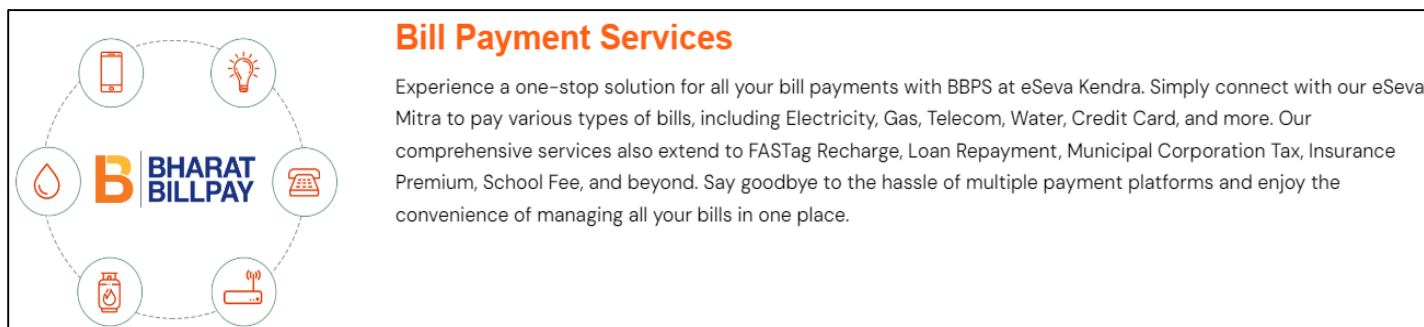 Bill Payment Services
Experience a one-stop solution for all your bill payments with BBPS at eSeva Kendra. Simply connect with our eSeva
Mitra to pay various types of bills, including Electricity, Gas, Telecom, Water, Credit Card, and more. Our
comprehensive services also extend to FASTag Recharge, Loan Repayment, Municipal Corporation Tax, Insurance
Premium, School Fee, and beyond. Say goodbye to the hassle of multiple payment platforms and enjoy the
convenience of managing all your bills in one place.
B
BHARAT
BILLPAY